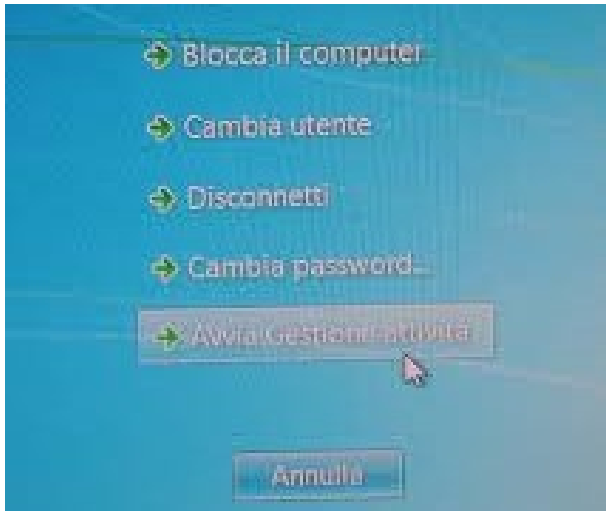 Blocca il computer
Cambia utente
Disconnetti
Cambia password...
Avvia Gestione attività
Annulla